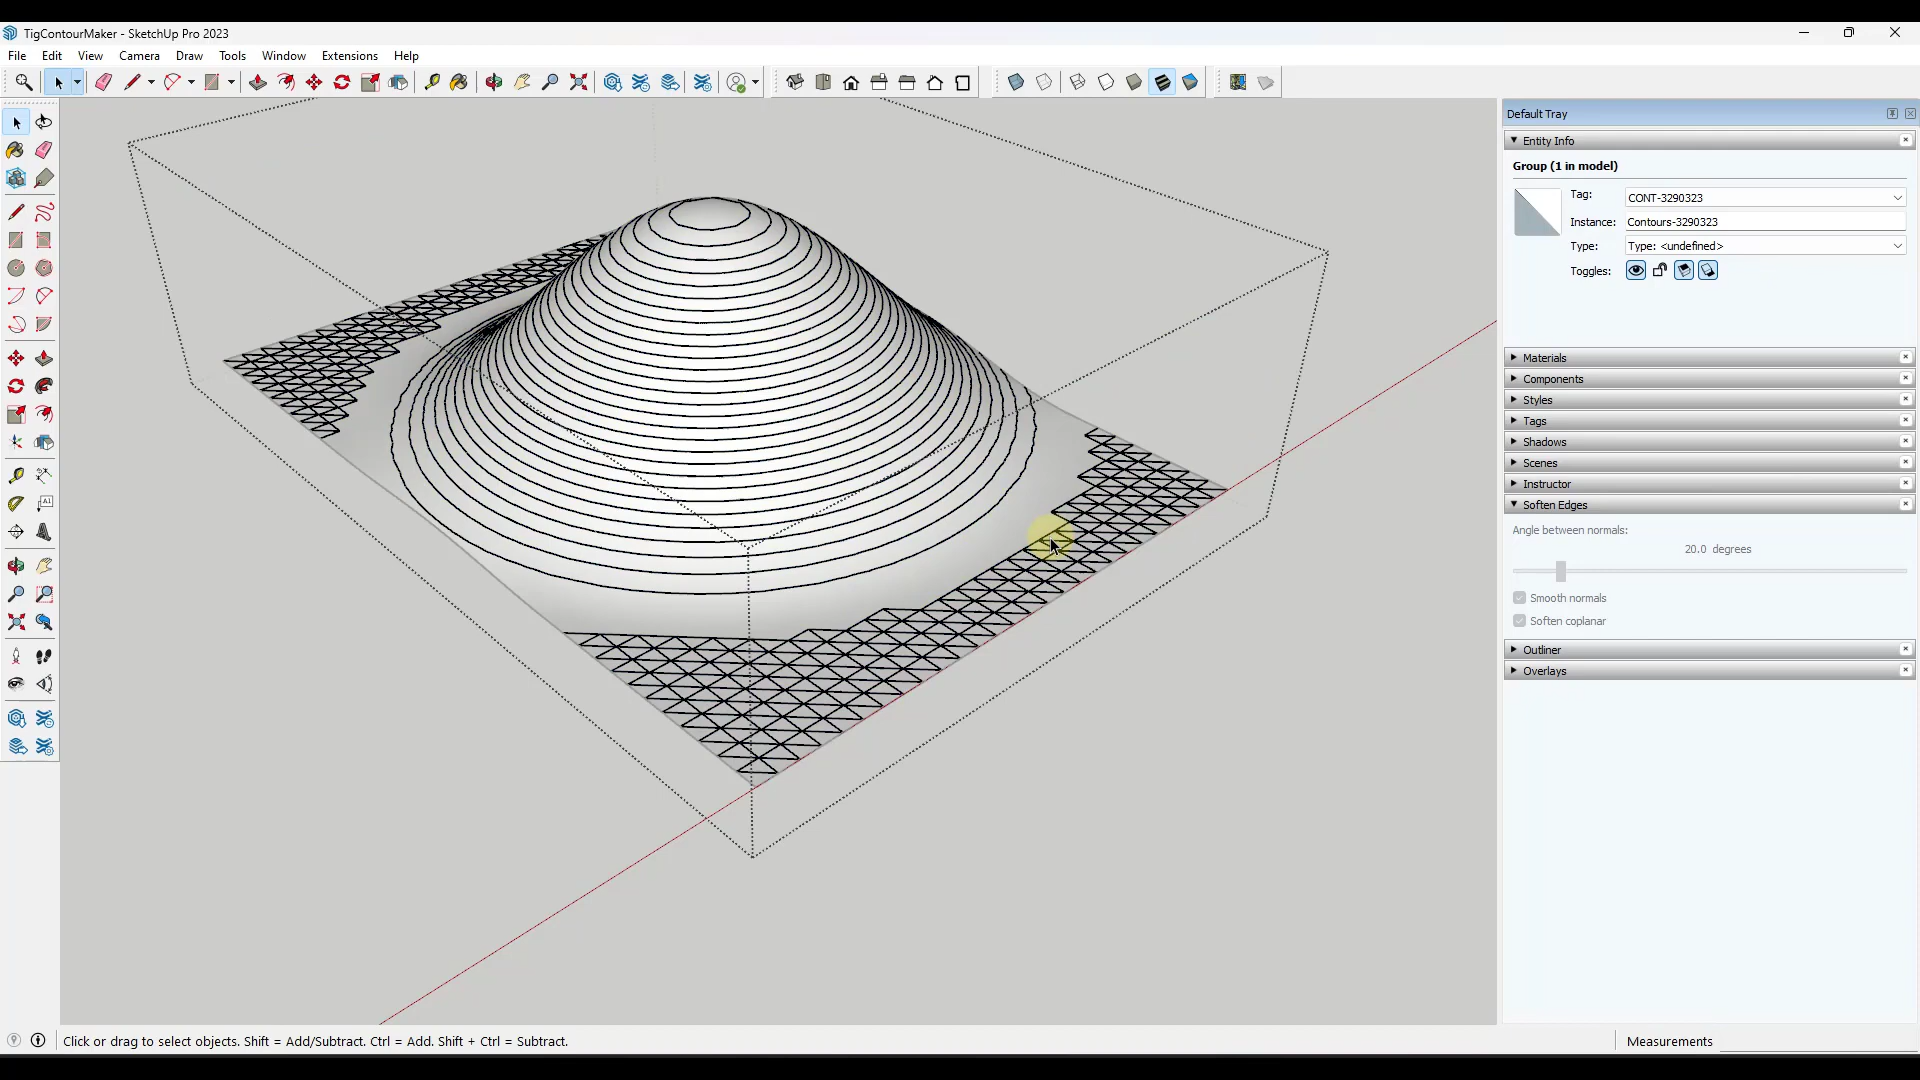 TigContourMaker - SketchUp Pro 2023
File Edit View Camera Draw Tools Window Extensions Help
Default Tray
Entity Info
Group (1 in model)
Tag: CONT-3290323
Instance: Contours-3290323
Type: Type: <undefined>
Toggles:
Materials
Components
Styles
Tags
Shadows
Scenes
Instructor
Soften Edges
Angle between normals:
20.0 degrees
Smooth normals
Soften coplanar
Outliner
Overlays
Click or drag to select objects. Shift = Add/Subtract. Ctrl = Add. Shift + Ctrl = Subtract.
Measurements